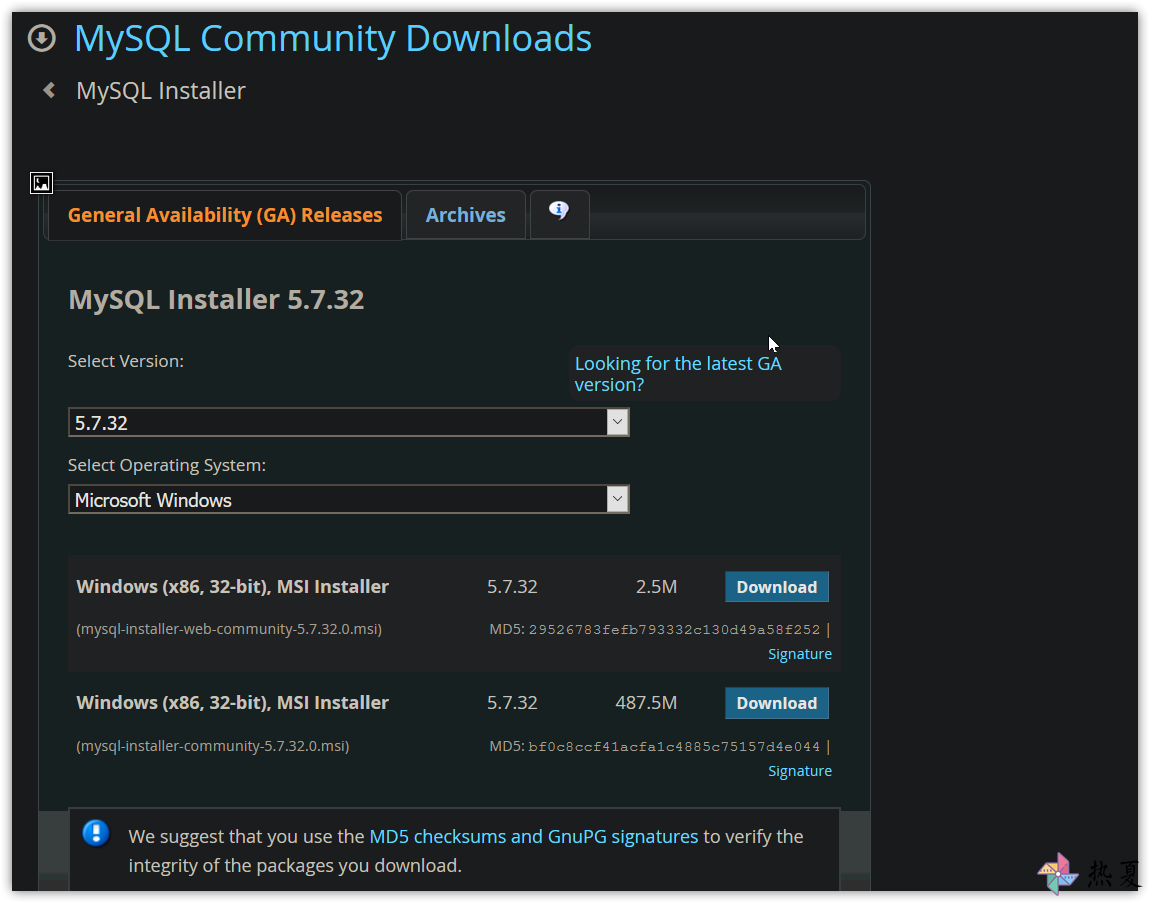 MySQL Community Downloads
MySQL Installer
General Availability (GA) Releases
Archives
MySQL Installer 5.7.32
Select Version:
Looking for the latest GA
version?
5.7.32
Select Operating System:
Microsoft Windows
Windows (x86, 32-bit), MSI Installer 5.7.32 2.5M Download
(mysql-installer-web-community-5.7.32.0.msi) MD5: 29526783fefb793332c130d49a58f252 |
Signature
Windows (x86, 32-bit), MSI Installer 5.7.32 487.5M Download
(mysql-installer-community-5.7.32.0.msi) MD5: bf0c8ccf41acfa1c4885c75157d4e044 |
Signature
We suggest that you use the MD5 checksums and GnuPG signatures to verify the
integrity of the packages you download.
热夏